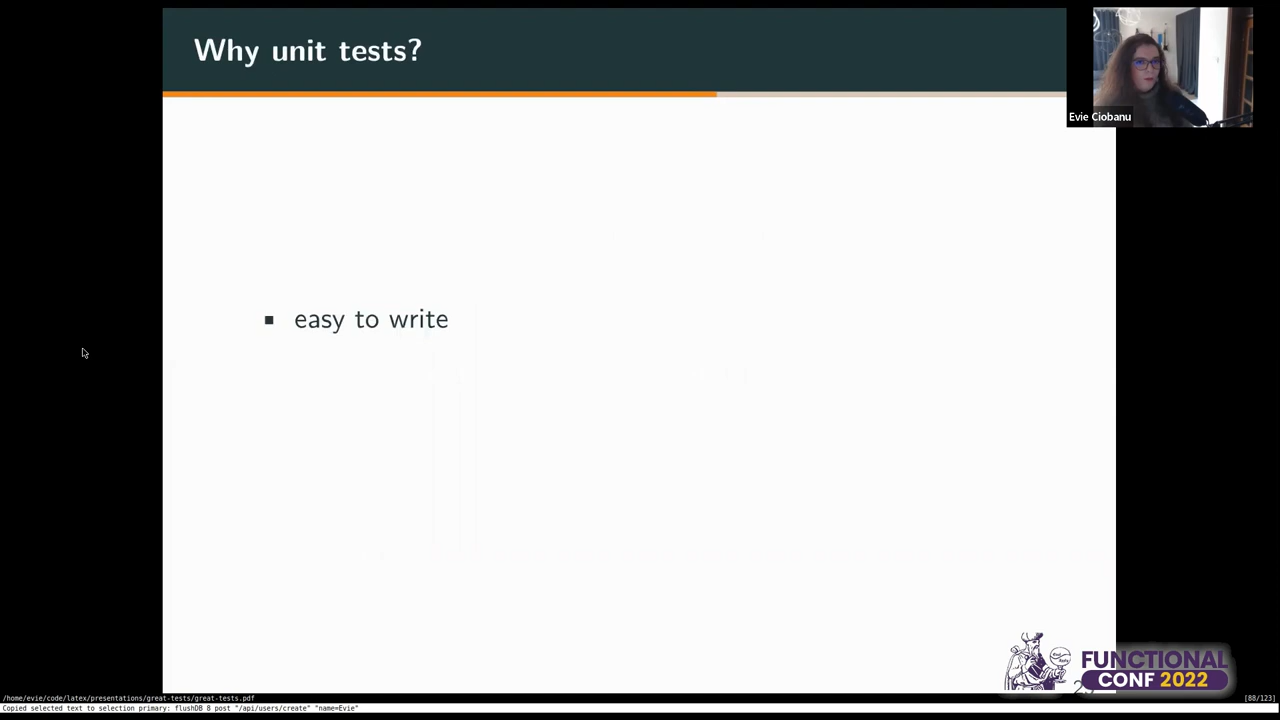 Why unit tests?
Evie Ciobanu
▪ easy to write
FUNCTIONAL
CONF 2022
/home/evie/code/latex/presentations/great-tests/great-tests.pdf
[88/123]
Copied selected text to selection primary: flushDB 8 post "/api/users/create" "name=Evie"